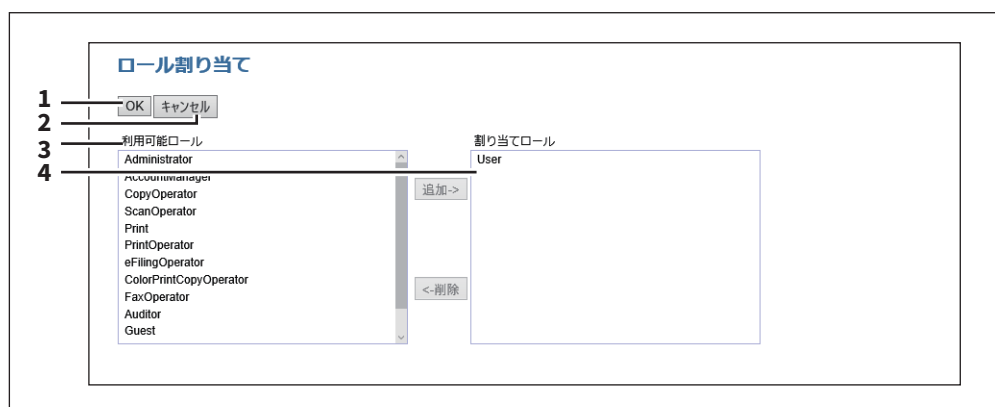 ロール割り当て
1
OK キャンセル
2
3
利用可能ロール 割り当てロール
Administrator User
4
AccountManager
追加->
CopyOperator
ScanOperator
Print
PrintOperator
eFilingOperator
ColorPrintCopyOperator
<-削除
FaxOperator
Auditor
Guest